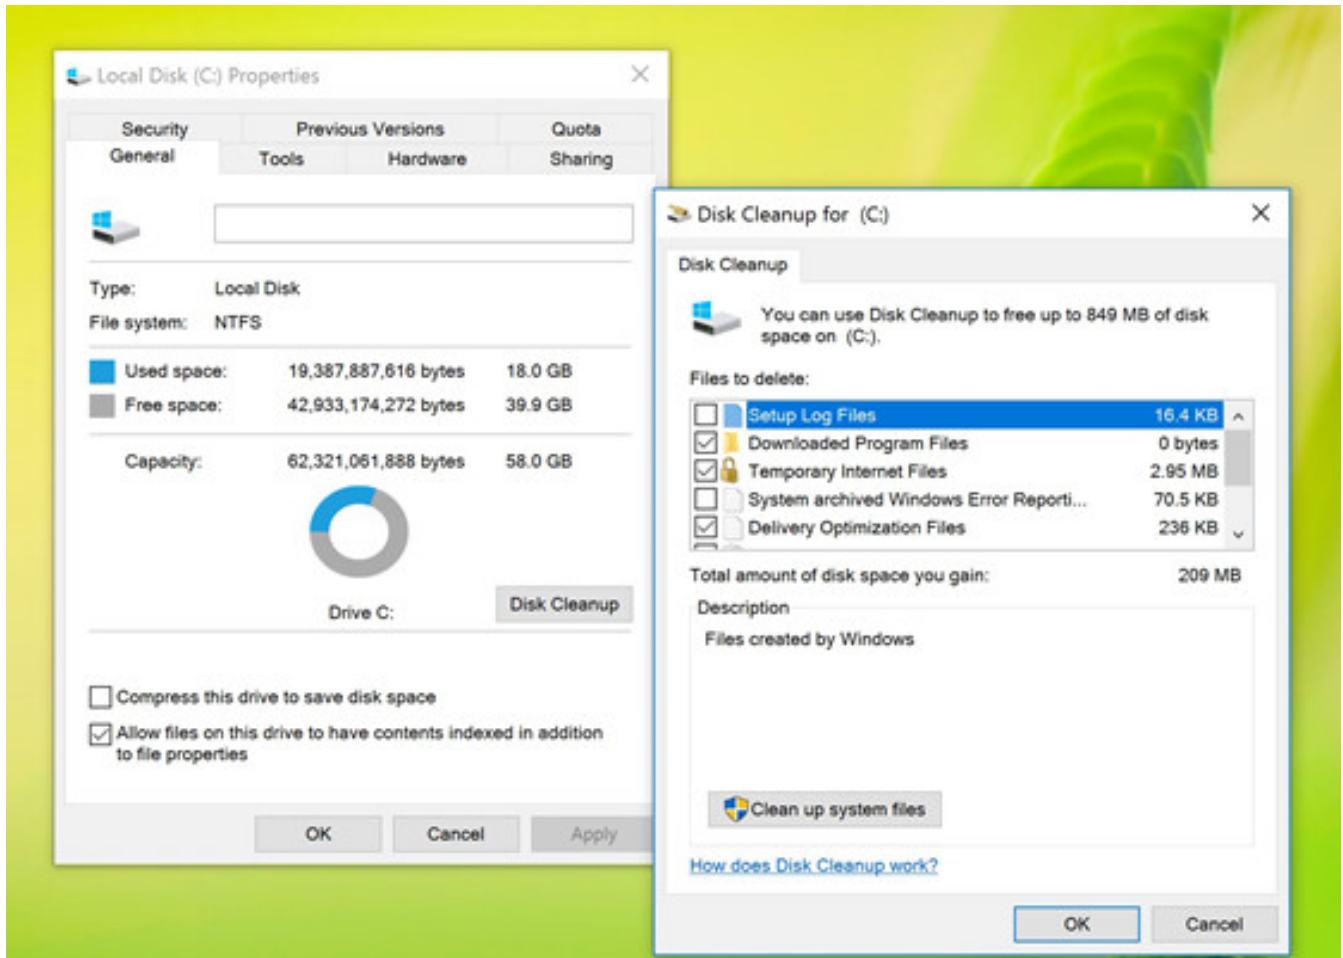 Local Disk (C:) Properties
Security Previous Versions Quota
General Tools Hardware Sharing
Type: Local Disk
File system: NTFS
Used space: 19,387,887,616 bytes 18.0 GB
Free space: 42,933,174,272 bytes 39.9 GB
Capacity: 62,321,061,888 bytes 58.0 GB
Drive C:
Disk Cleanup
Compress this drive to save disk space
Allow files on this drive to have contents indexed in addition
to file properties
OK Cancel Apply
Disk Cleanup for (C:)
Disk Cleanup
You can use Disk Cleanup to free up to 849 MB of disk
space on (C:).
Files to delete:
Setup Log Files 16.4 KB
Downloaded Program Files 0 bytes
Temporary Internet Files 2.95 MB
System archived Windows Error Reporti... 70.5 KB
Delivery Optimization Files 236 KB
Total amount of disk space you gain: 209 MB
Description
Files created by Windows
Clean up system files
How does Disk Cleanup work?
OK Cancel